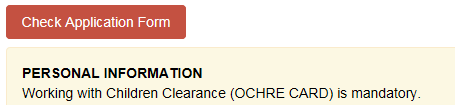 Check Application Form
PERSONAL INFORMATION
Working with Children Clearance (OCHRE CARD) is mandatory.